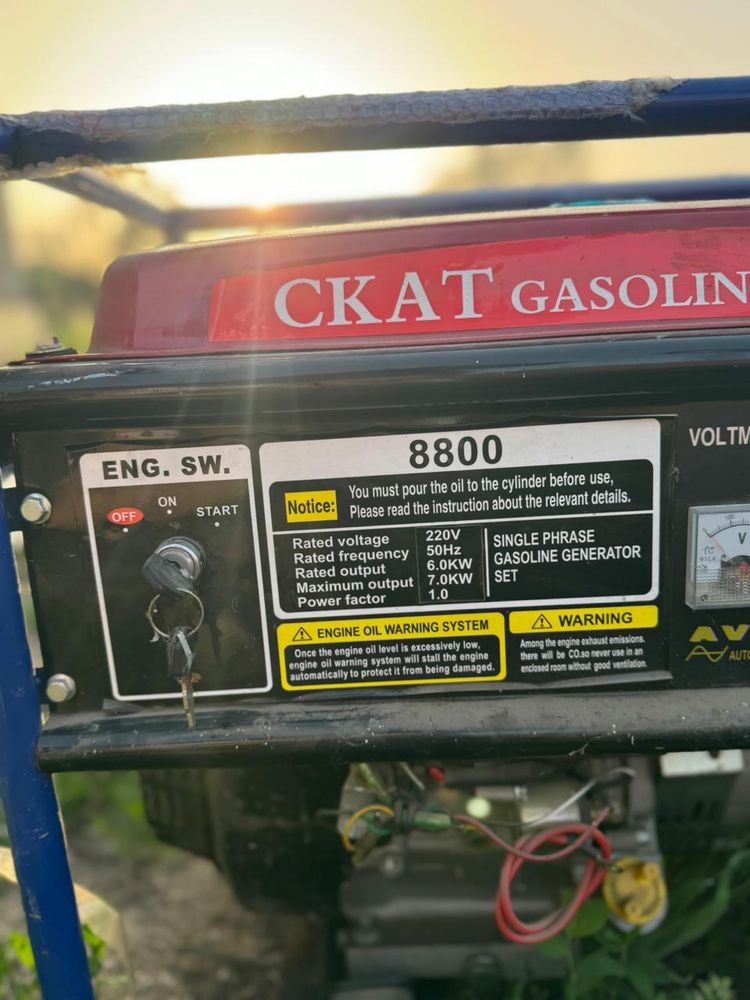 CKAT GASOLIN
8800
ENG. SW.
OFF
ON
START
Notice:
You must pour the oil to the cylinder before use,
Please read the instruction about the relevant details.
Rated voltage 220V
Rated frequency 50Hz
Rated output 6.0KW
Maximum output 7.0KW
Power factor 1.0
SINGLE PHRASE
GASOLINE GENERATOR
SET
ENGINE OIL WARNING SYSTEM
Once the engine oil level is excessively low,
engine oil warning system will stall the engine
automatically to protect it from being damaged.
WARNING
Among the engine exhaust emissions.
there will be CO.so never use in an
enclosed room without good ventilation.
VOLTM
V
AV
AUTO